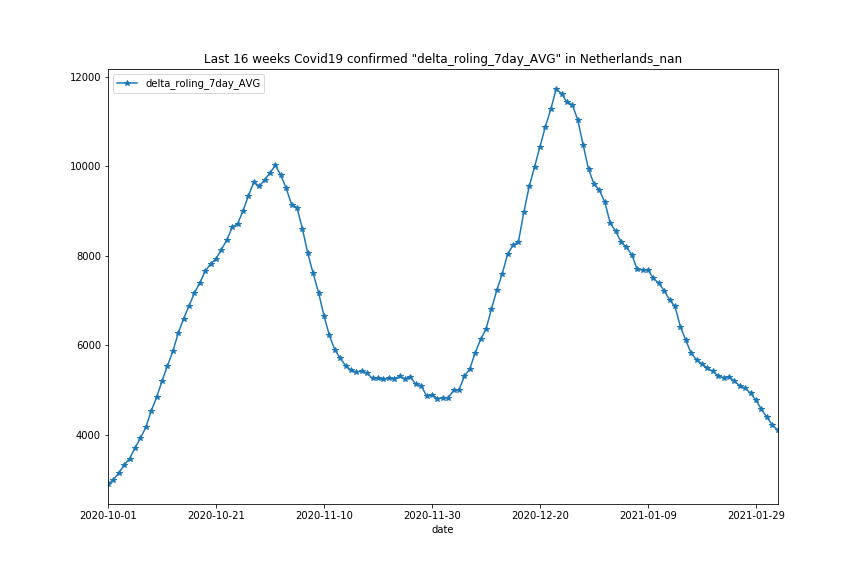 Last 16 weeks Covid19 confirmed "delta_roling_7day_AVG" in Netherlands_nan
delta_roling_7day_AVG
12000
10000
8000
6000
4000
2020-10-01 2020-10-21 2020-11-10 2020-11-30 2020-12-20 2021-01-09 2021-01-29
date